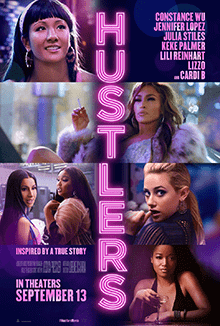 CONSTANCE WU
JENNIFER LOPEZ
JULIA STILES
KEKE PALMER
LILI REINHART
LIZZO
AND CARDI B
HUSTLERS
INSPIRED BY A TRUE STORY
IN THEATERS
SEPTEMBER 13